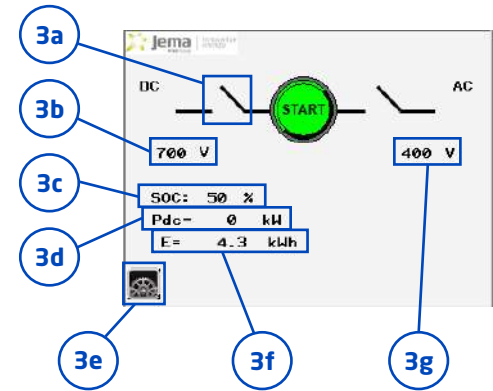 3a
Jema
energy
DC
AC
START
3b
700 V
400 V
3c
SOC: 50 %
Pdc= 0 kW
E= 4.3 kWh
3d
3e
3f
3g